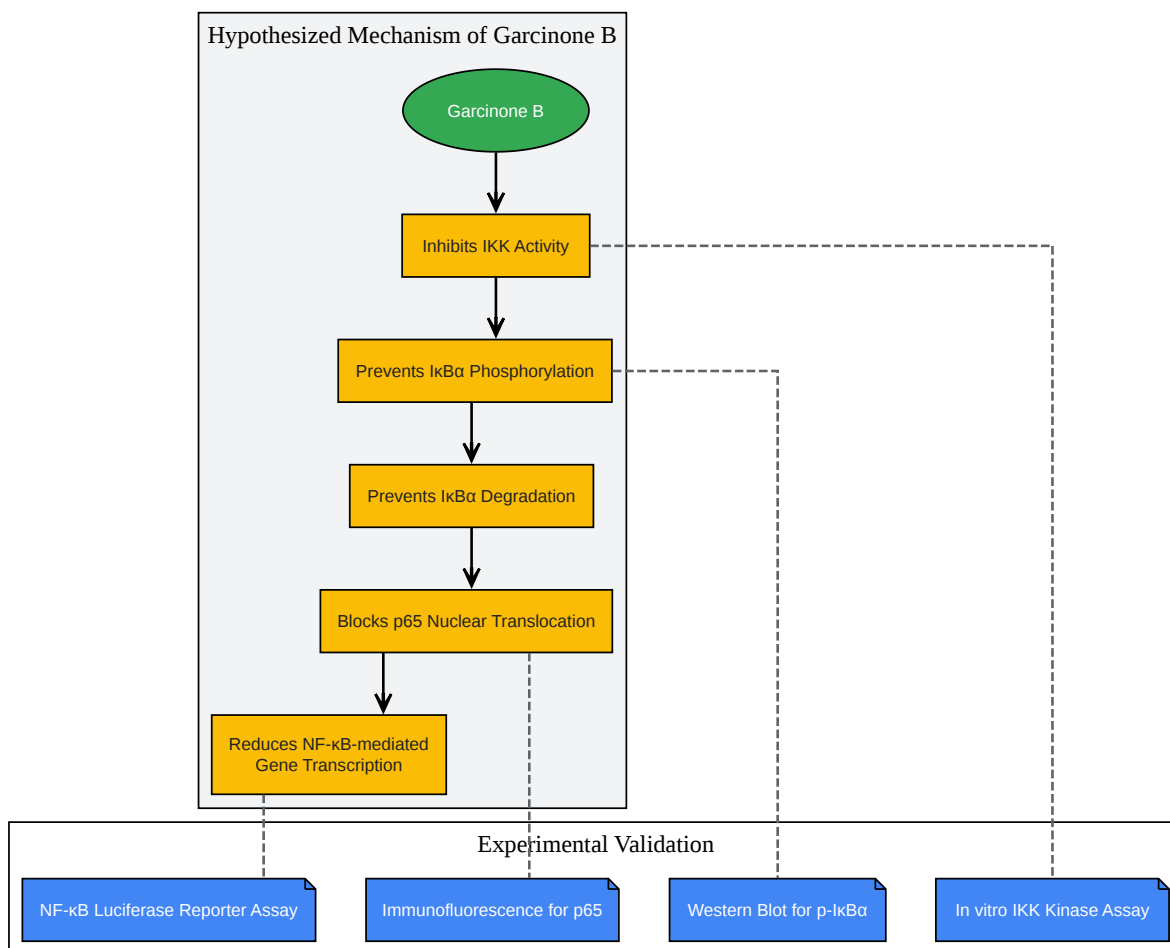 Hypothesized Mechanism of Garcinone B
Garcinone B
Inhibits IKK Activity
Prevents IκBα Phosphorylation
Prevents IκBα Degradation
Blocks p65 Nuclear Translocation
Reduces NF-κB-mediated
Gene Transcription
Experimental Validation
NF-κB Luciferase Reporter Assay
Immunofluorescence for p65
Western Blot for p-IκBα
In vitro IKK Kinase Assay